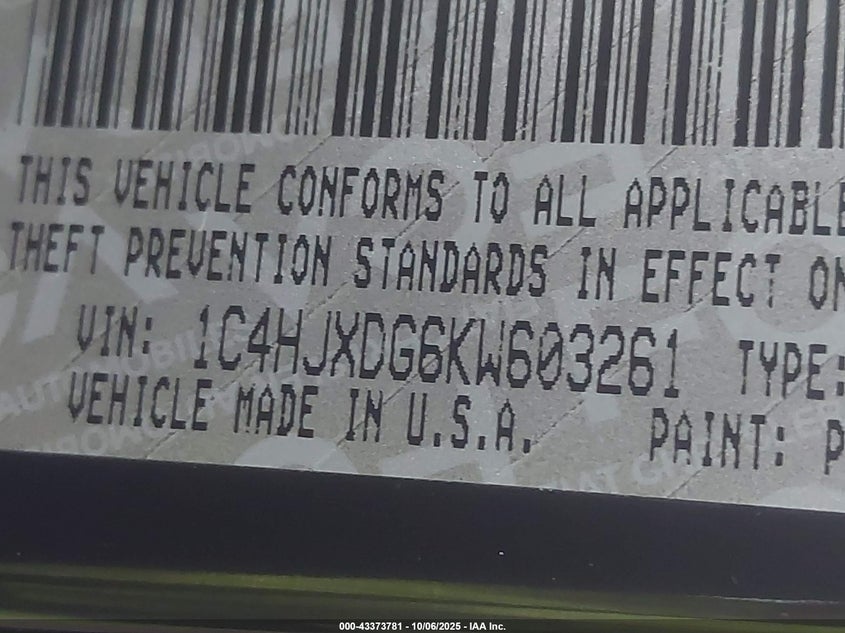 THIS VEHICLE CONFORMS TO ALL APPLICABLE
THEFT PREVENTION STANDARDS IN EFFECT ON
VIN: 1C4HJXDG6KW603261 TYPE:
VEHICLE MADE IN U.S.A. PAINT: P
000-43373781 - 10/06/2025 - IAA Inc.